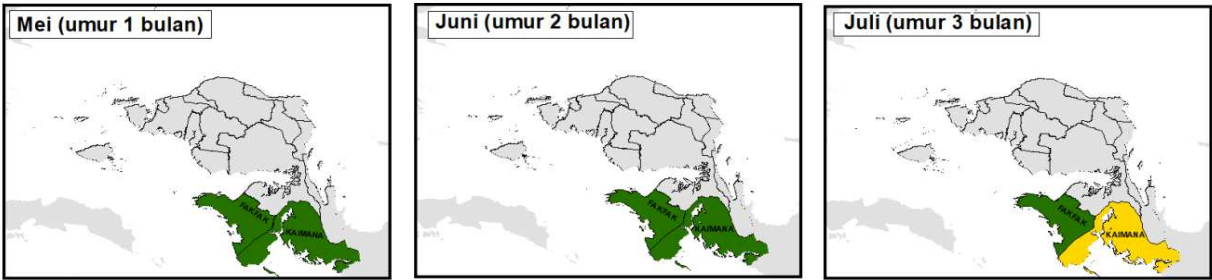 Mei (umur 1 bulan)
FAKFAK
KAIMANA
Juni (umur 2 bulan)
FAKFAK
KAIMANA
Juli (umur 3 bulan)
FAKFAK
KAIMANA